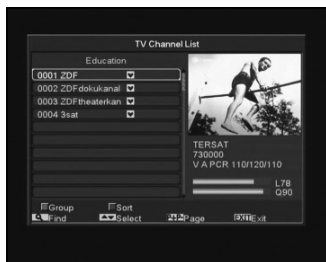 TV Channel List
Education
0001 ZDF
0002 ZDFdokukanal
0003 ZDFtheaterkan
0004 3sat
TERSAT
730000
V A PCR 110/120/110
L78
Q90
Group Sort
Find Select Page EXIT Exit